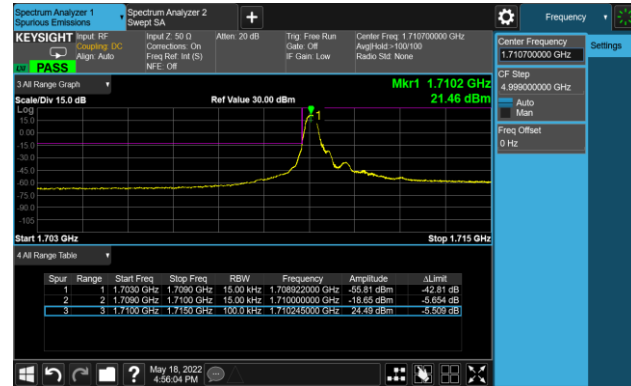 Spectrum Analyzer 1
Spurious Emissions
Spectrum Analyzer 2
Swept SA
Frequency
KEYSIGHT
Input: RF
Coupling: DC
Align: Auto
Input Z: 50 Ω
Corrections: On
Freq Ref: Int (S)
NFE: Off
Atten: 20 dB
Trig: Free Run
Gate: Off
IF Gain: Low
Center Freq: 1.710700000 GHz
Avg|Hold:>100/100
Radio Std: None
PASS
Center Frequency
1.710700000 GHz
Settings
CF Step
4.999000000 GHz
Auto
Man
Freq Offset
0 Hz
3 All Range Graph
Mkr1 1.7102 GHz
Scale/Div 15.0 dB
Ref Value 30.00 dBm
21.46 dBm
Log
15.0
0.00
-15.0
-30.0
-45.0
-60.0
-75.0
-90.0
-105
1
Start 1.703 GHz
Stop 1.715 GHz
4 All Range Table
Spur Range Start Freq Stop Freq RBW Frequency Amplitude ΔLimit
1 1 1.7030 GHz 1.7090 GHz 15.00 kHz 1.708922000 GHz -55.81 dBm -42.81 dB
2 2 1.7090 GHz 1.7100 GHz 15.00 kHz 1.710000000 GHz -18.65 dBm -5.654 dB
3 3 1.7100 GHz 1.7150 GHz 100.0 kHz 1.710245000 GHz 24.49 dBm -5.509 dB
?
May 18, 2022
4:56:04 PM